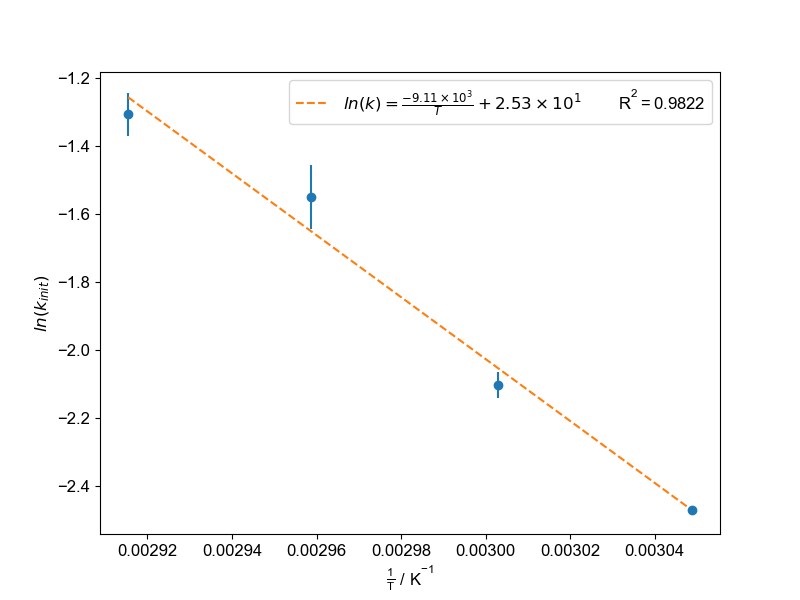 ln(k) = −9.11 × 10³/T + 2.53 × 10¹ R² = 0.9822
−1.2
−1.4
−1.6
−1.8
−2.0
−2.2
−2.4
ln(k_init)
0.00292 0.00294 0.00296 0.00298 0.00300 0.00302 0.00304
1/T / K⁻¹